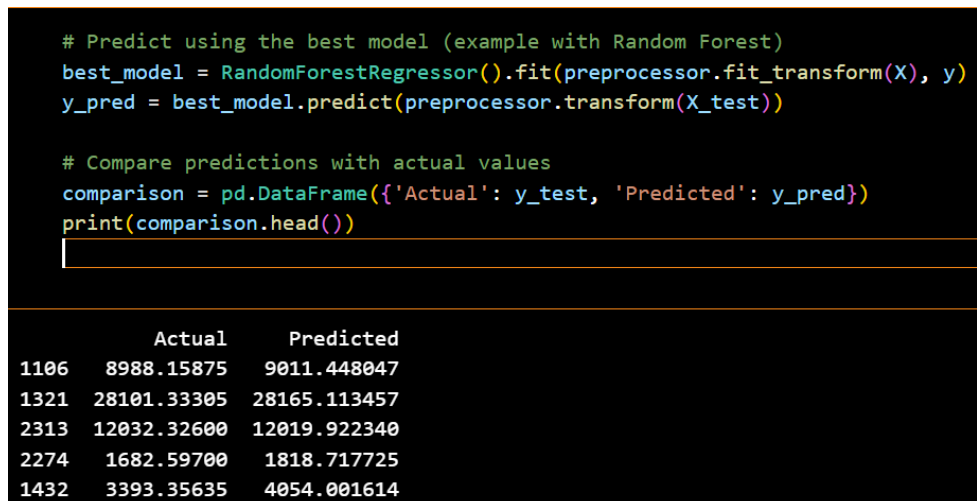 # Predict using the best model (example with Random Forest)
best_model = RandomForestRegressor().fit(preprocessor.fit_transform(X), y)
y_pred = best_model.predict(preprocessor.transform(X_test))
# Compare predictions with actual values
comparison = pd.DataFrame({'Actual': y_test, 'Predicted': y_pred})
print(comparison.head())
Actual Predicted
1106 8988.15875 9011.448047
1321 28101.33305 28165.113457
2313 12032.32600 12019.922340
2274 1682.59700 1818.717725
1432 3393.35635 4054.001614